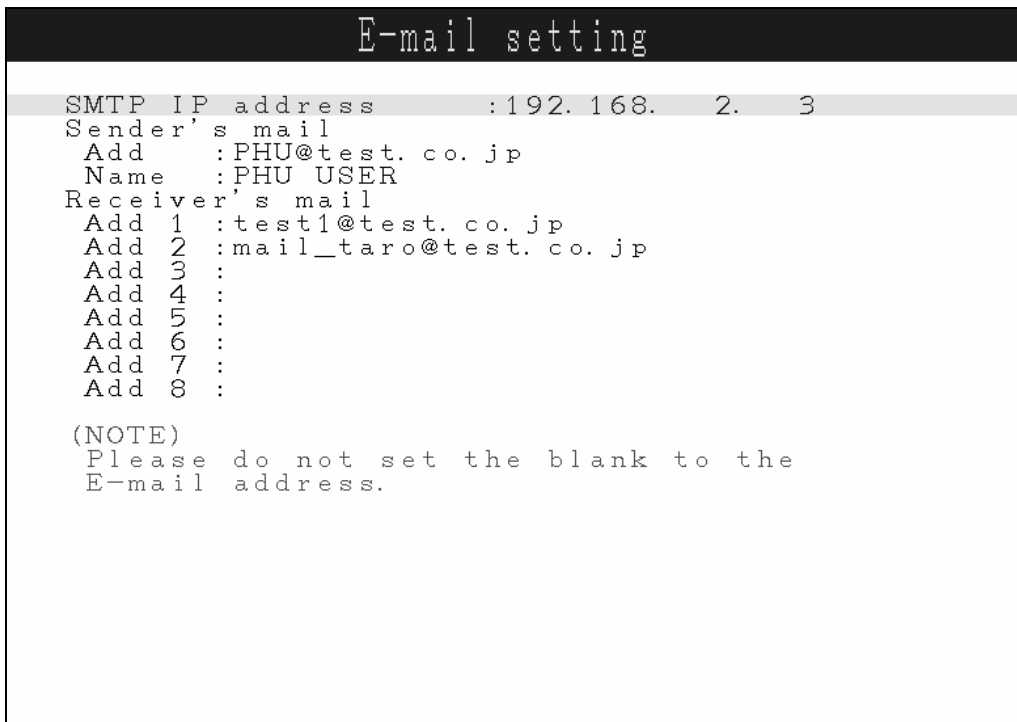 E-mail setting
SMTP IP address :192.168. 2. 3
Sender's mail
Add :PHU@test.co.jp
Name :PHU USER
Receiver's mail
Add 1 :test1@test.co.jp
Add 2 :mail_taro@test.co.jp
Add 3 :
Add 4 :
Add 5 :
Add 6 :
Add 7 :
Add 8 :
(NOTE)
Please do not set the blank to the
E-mail address.